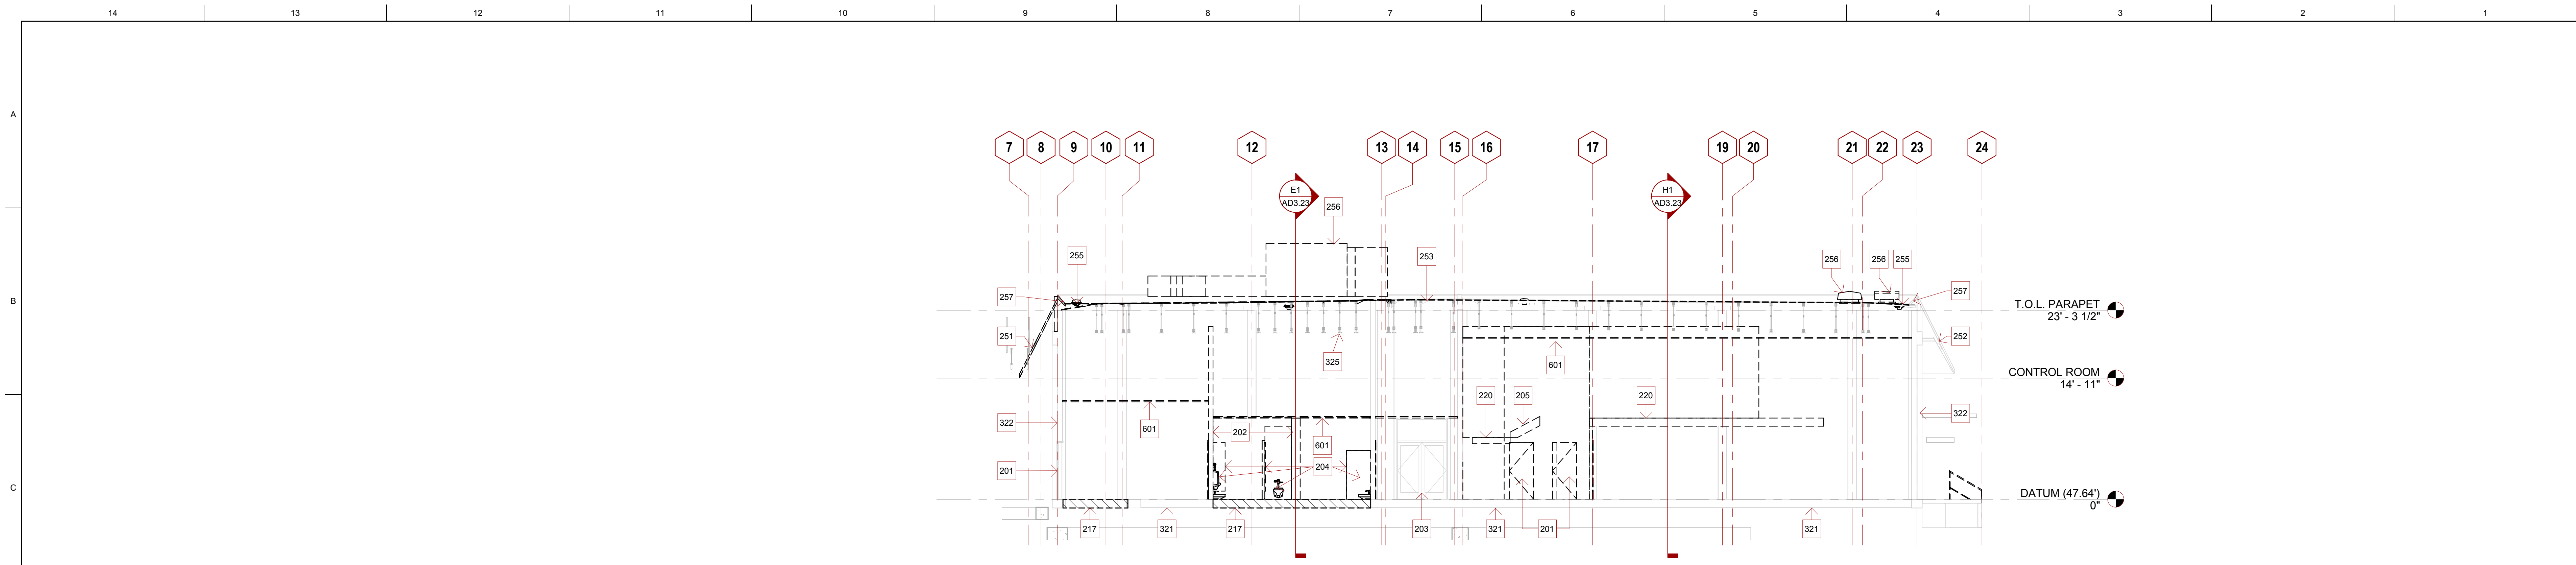 14 13 12 11 10 9 8 7 6 5 4 3 2 1
A
7 8 9 10 11 12 13 14 15 16 17 19 20 21 22 23 24
E1
AD3.23
H1
AD3.23
256
255 253 256 256 255
B
257 257
T.O.L. PARAPET
23' - 3 1/2"
251 252
325 601
CONTROL ROOM
14' - 11"
220 205 220
322 322
601 202 601
201 204
C
DATUM (47.64')
0"
217 321 217 203 321 201 321